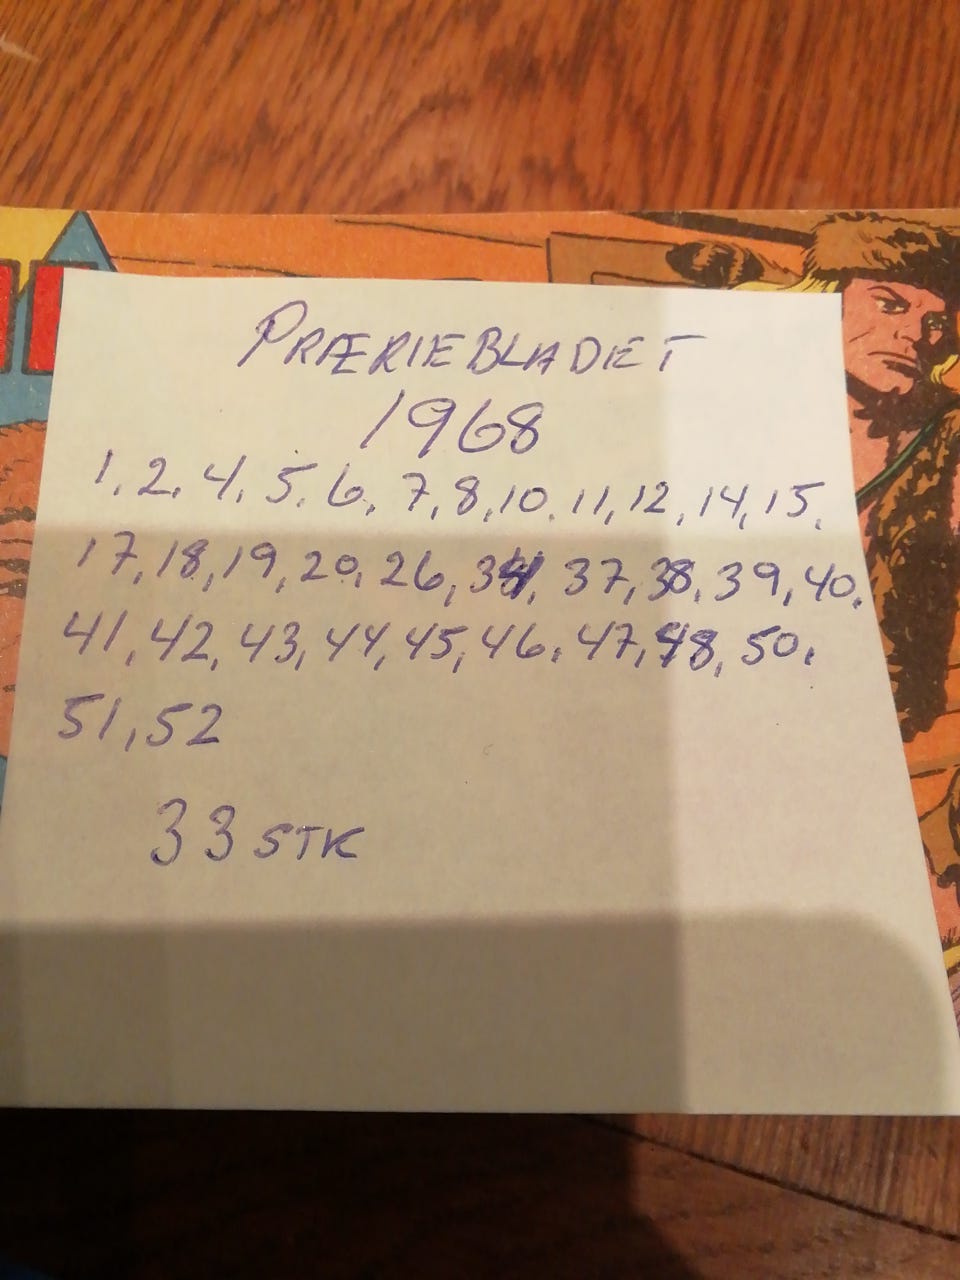 PRÆRIEBLADET
1968
1, 2, 4, 5, 6, 7, 8, 10, 11, 12, 14, 15,
17, 18, 19, 20, 26, 34, 37, 38, 39, 40,
41, 42, 43, 44, 45, 46, 47, 48, 50,
51, 52
33 STK